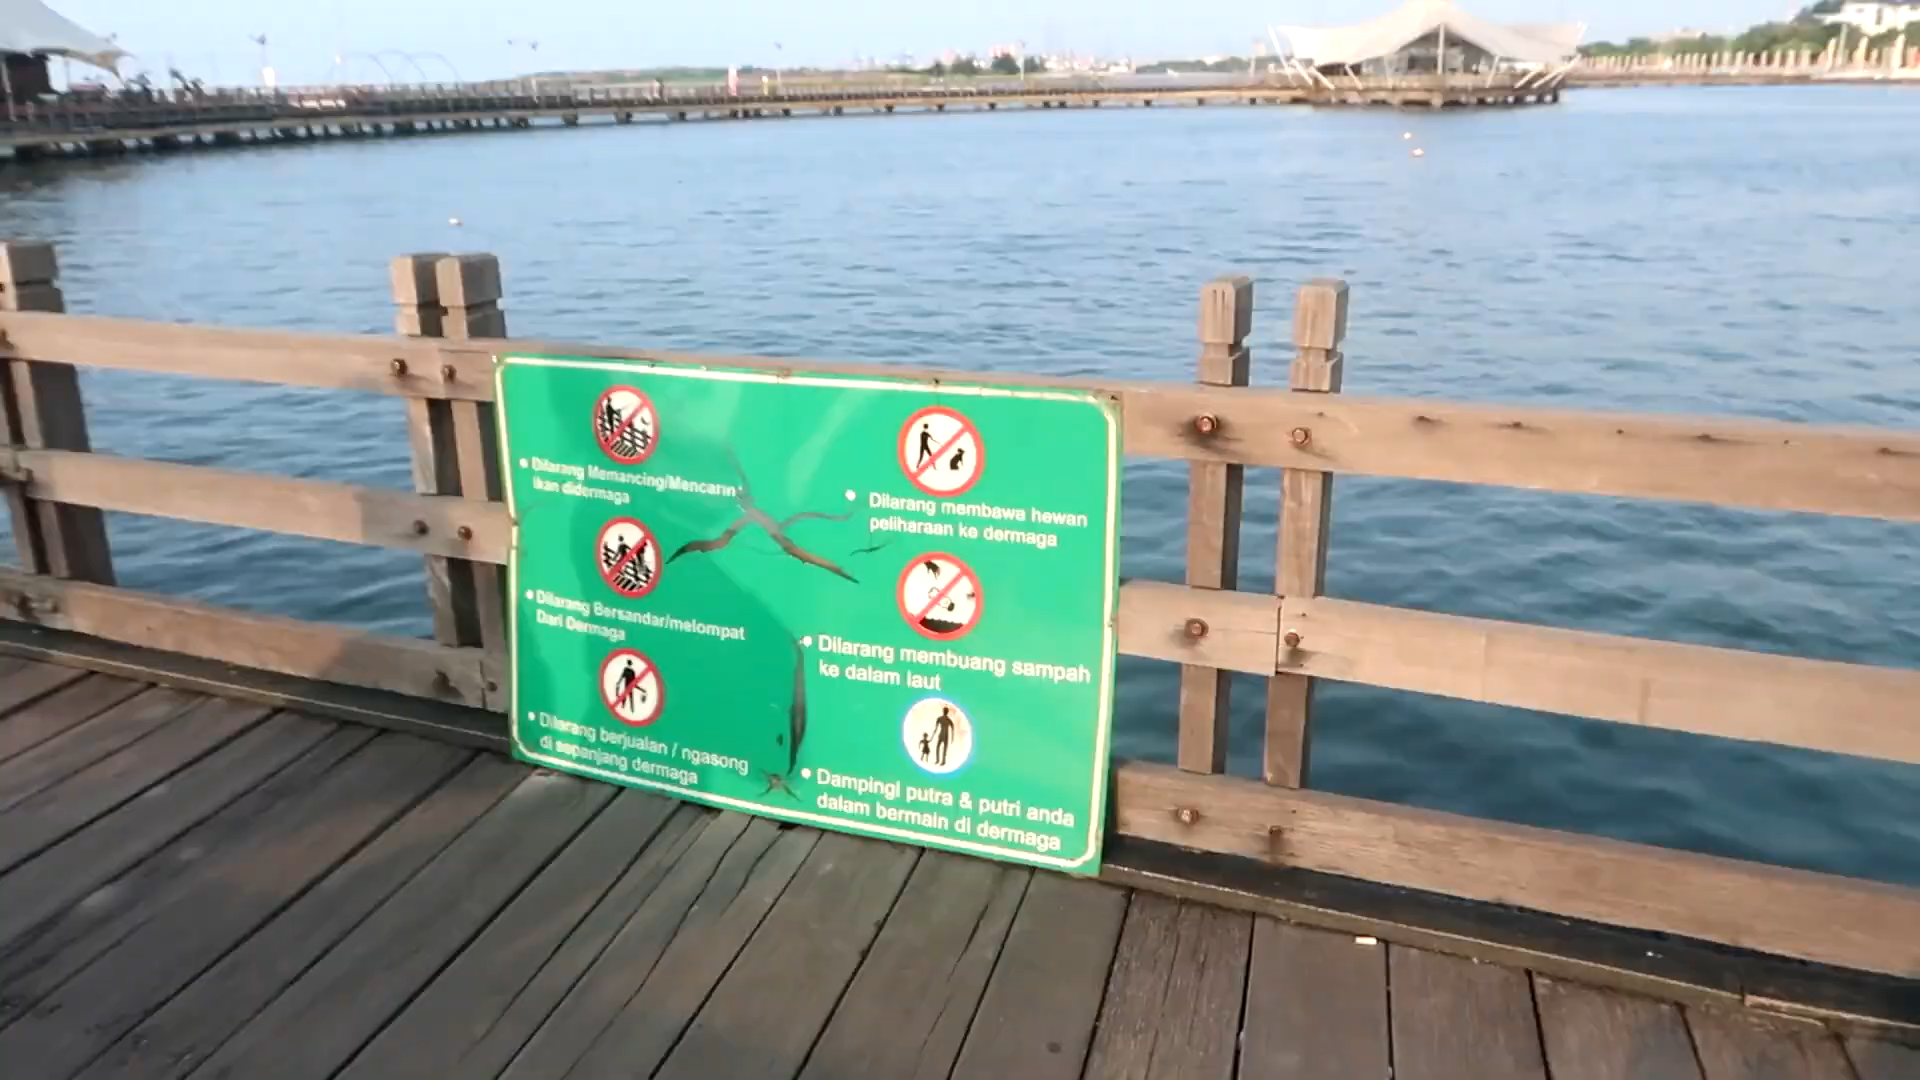 • Dilarang Memancing/Mencarin
ikan didermaga
• Dilarang Bersandar/melompat
Dari Dermaga
• Dilarang berjualan / ngasong
di sepanjang dermaga
• Dilarang membawa hewan
peliharaan ke dermaga
• Dilarang membuang sampah
ke dalam laut
• Dampingi putra & putri anda
dalam bermain di dermaga